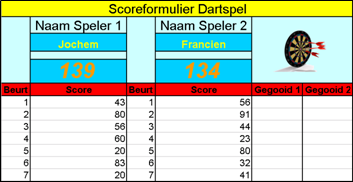 Scoreformulier Dartspel
Naam Speler 1 Naam Speler 2
Jochem Francien
139 134
Beurt Score Beurt Score Gegooid 1 Gegooid 2
1 43 1 56
2 80 2 91
3 56 3 44
4 60 4 23
5 20 5 80
6 83 6 32
7 20 7 41